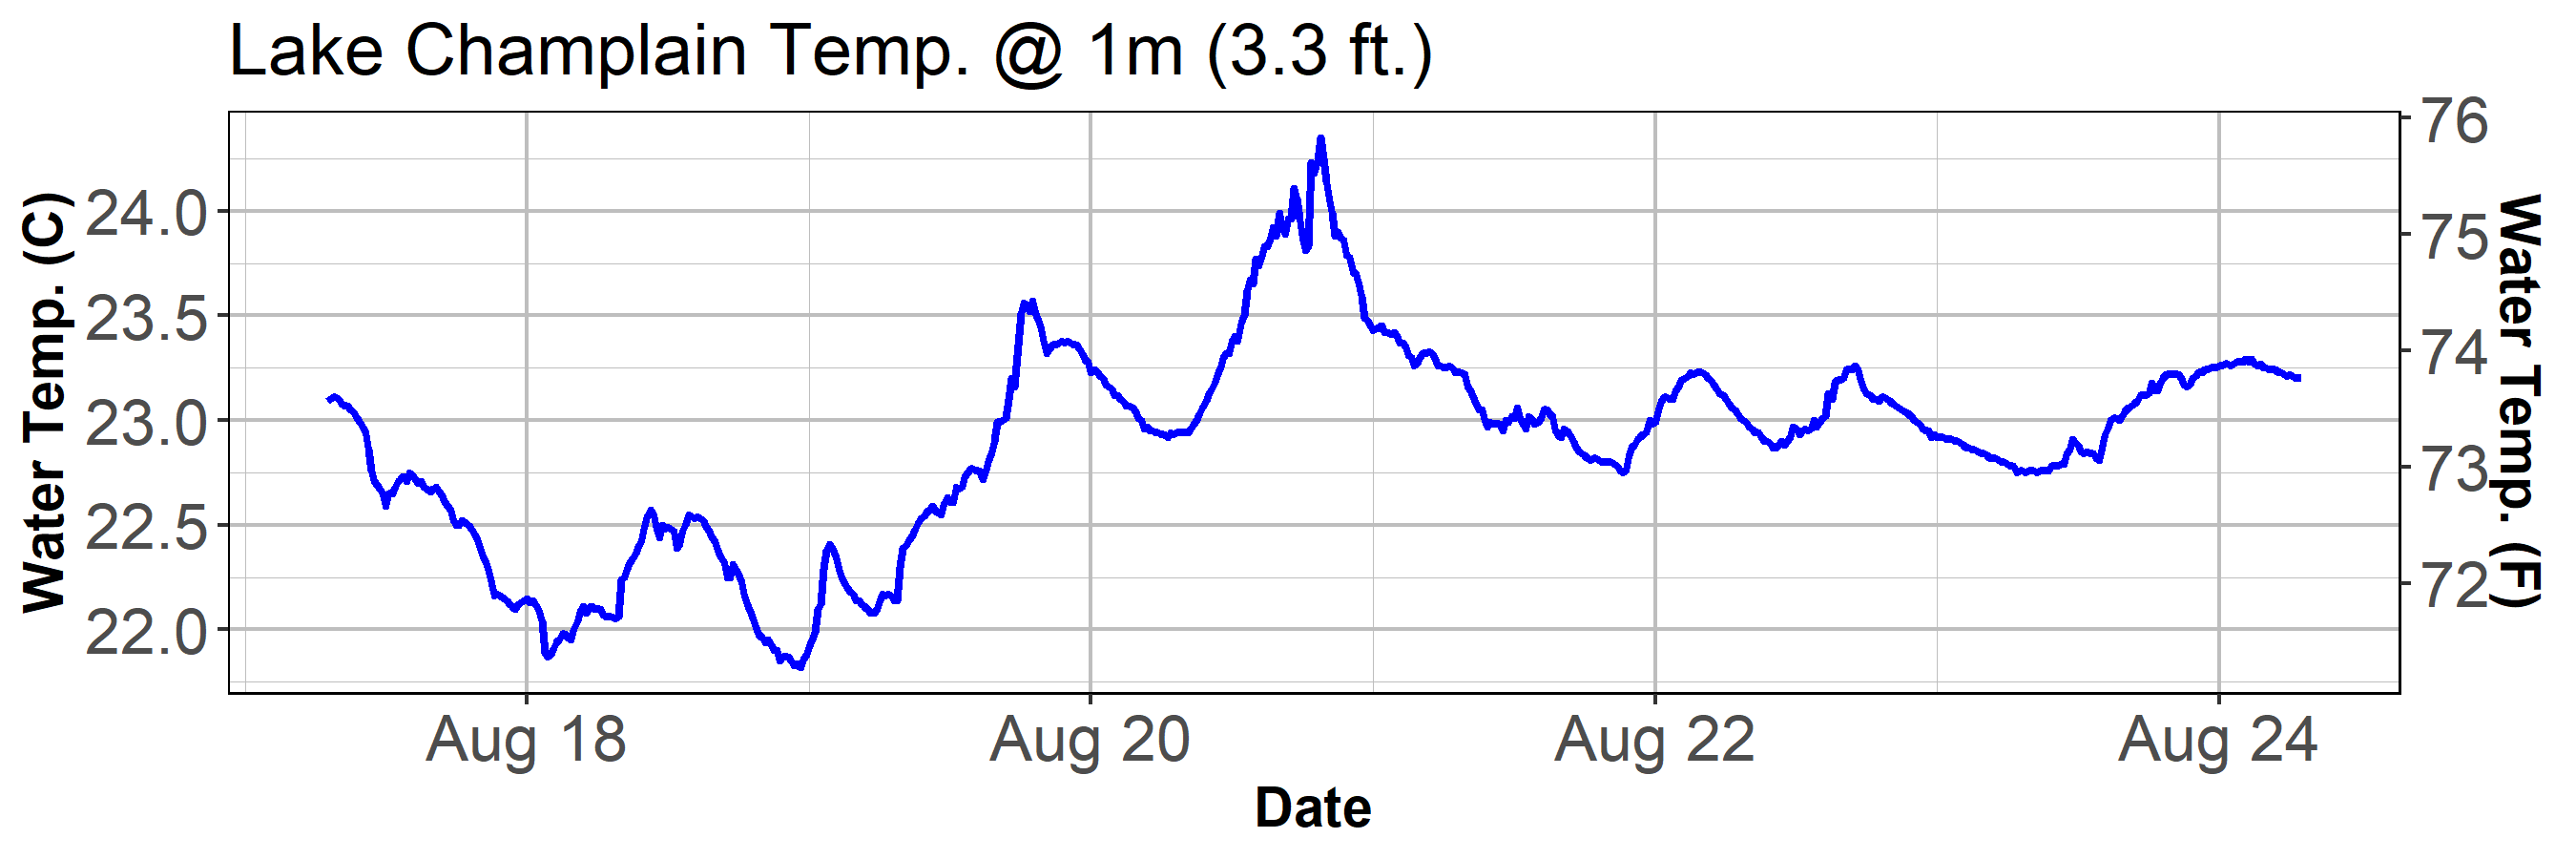 Lake Champlain Temp. @ 1m (3.3 ft.)
Water Temp. (C)
24.0
23.5
23.0
22.5
22.0
76
75
74
73
72
Water Temp. (F)
Aug 18 Aug 20 Aug 22 Aug 24
Date